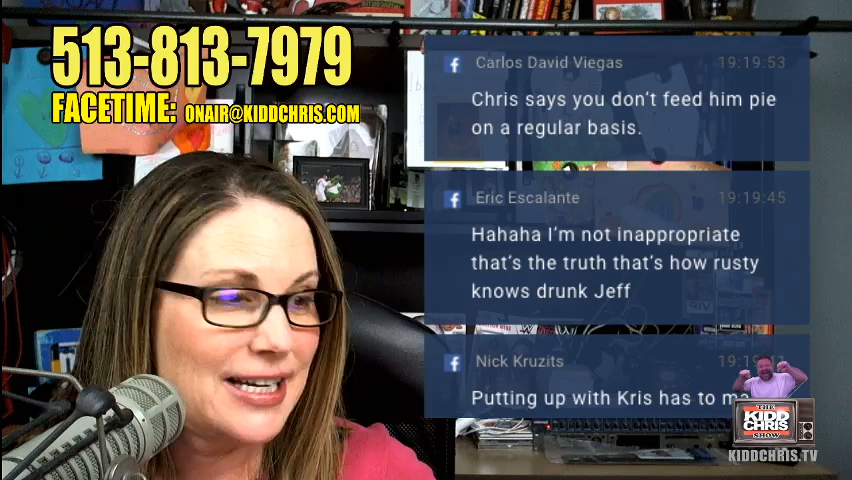 513-813-7979
FACETIME: ONAIR@KIDDCHRIS.COM
Carlos David Viegas 19:19:53
Chris says you don't feed him pie
on a regular basis.
Eric Escalante 19:19:45
Hahaha I'm not inappropriate
that's the truth that's how rusty
knows drunk Jeff
Nick Kruzits
Putting up with Kris has to
THE
KIDD
CHRIS
SHOW
KIDDCHRIS.TV